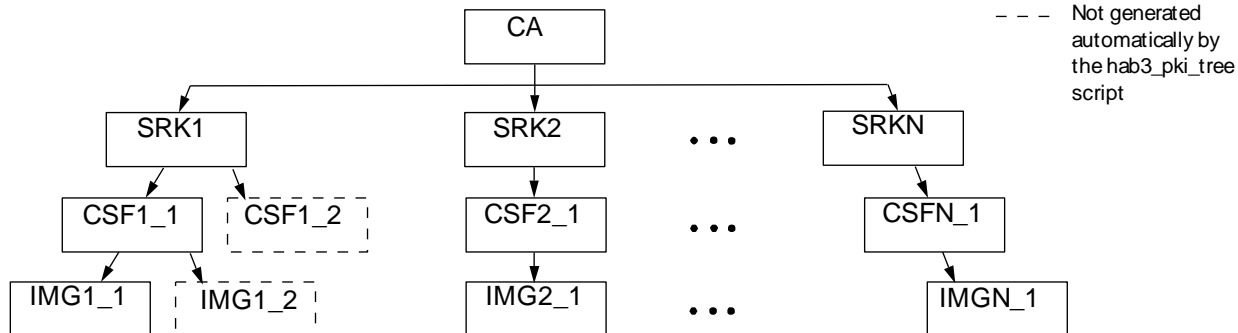 CA
Not generated
automatically by
the hab3_pki_tree
script
SRK1
SRK2
SRKN
CSF1_1
CSF1_2
CSF2_1
CSFN_1
IMG1_1
IMG1_2
IMG2_1
IMGN_1